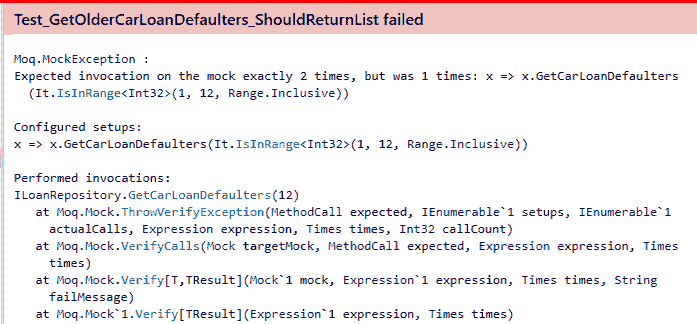 Test_GetOlderCarLoanDefaulters_ShouldReturnList failed
Moq.MockException :
Expected invocation on the mock exactly 2 times, but was 1 times: x => x.GetCarLoanDefaulters
(It.IsInRange<Int32>(1, 12, Range.Inclusive))
Configured setups:
x => x.GetCarLoanDefaulters(It.IsInRange<Int32>(1, 12, Range.Inclusive))
Performed invocations:
ILoanRepository.GetCarLoanDefaulters(12)
at Moq.Mock.ThrowVerifyException(MethodCall expected, IEnumerable`1 setups, IEnumerable`1
actualCalls, Expression expression, Times times, Int32 callCount)
at Moq.Mock.VerifyCalls(Mock targetMock, MethodCall expected, Expression expression, Times
times)
at Moq.Mock.Verify[T,TResult](Mock`1 mock, Expression`1 expression, Times times, String
failMessage)
at Moq.Mock`1.Verify[TResult](Expression`1 expression, Times times)